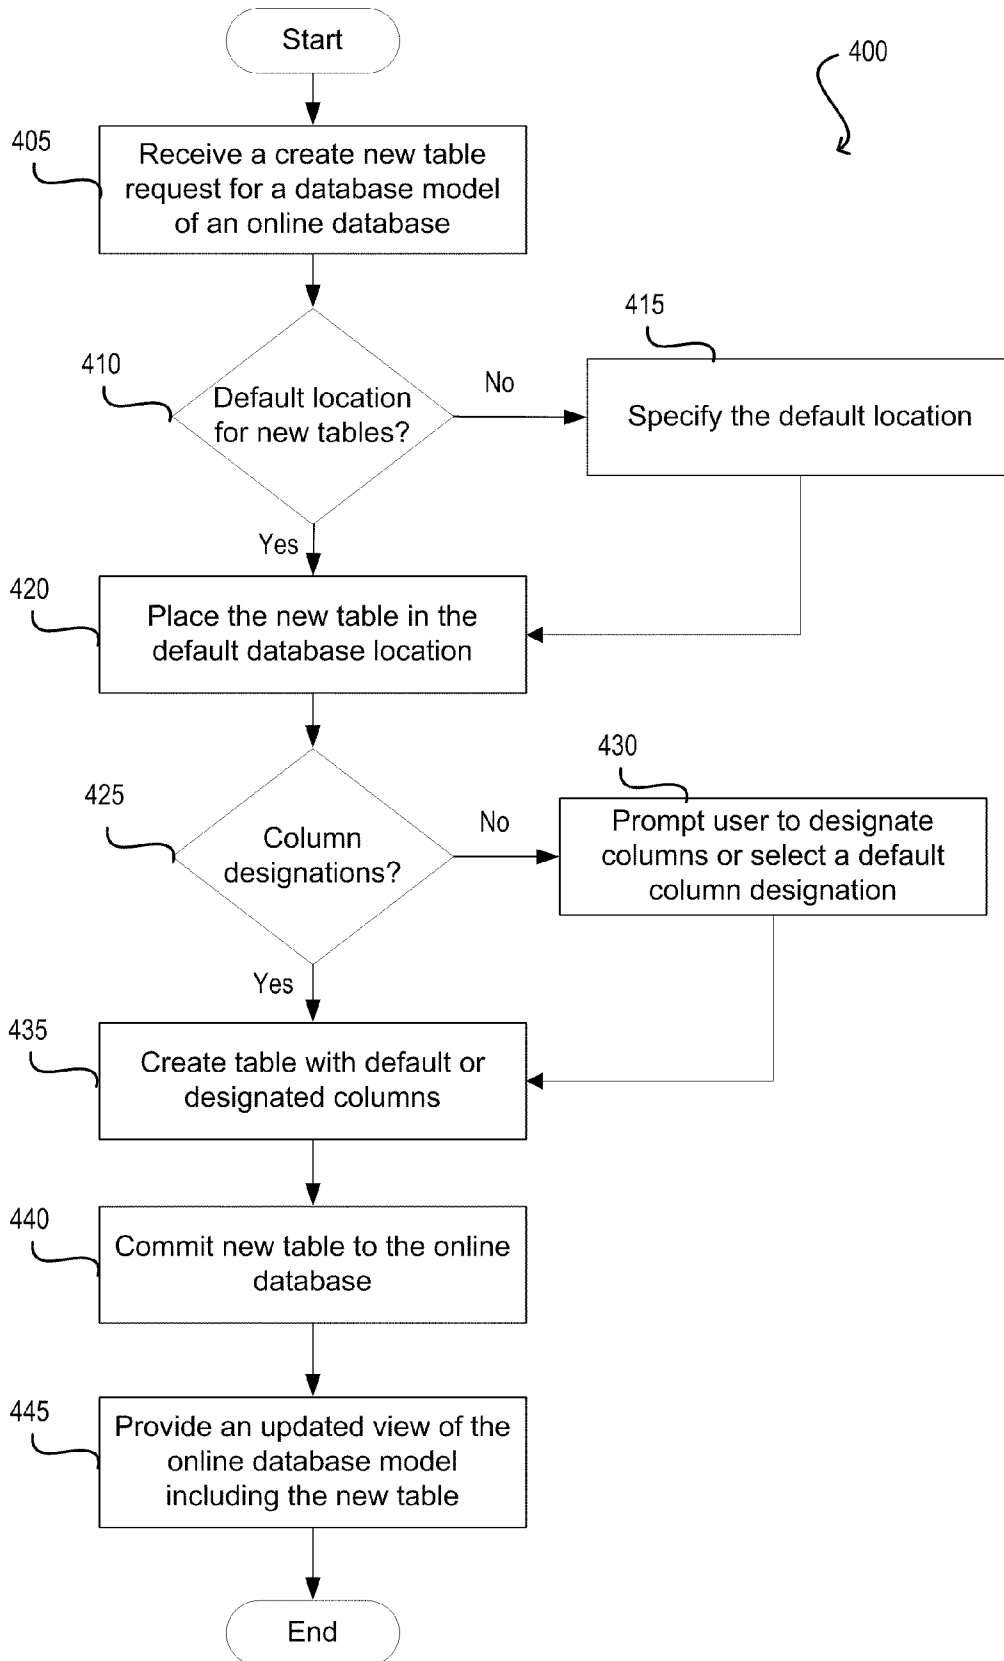 Start
400
405
Receive a create new table
request for a database model
of an online database
415
410
Default location
for new tables?
No
Specify the default location
Yes
420
Place the new table in the
default database location
430
425
Column
designations?
No
Prompt user to designate
columns or select a default
column designation
Yes
435
Create table with default or
designated columns
440
Commit new table to the online
database
445
Provide an updated view of the
online database model
including the new table
End